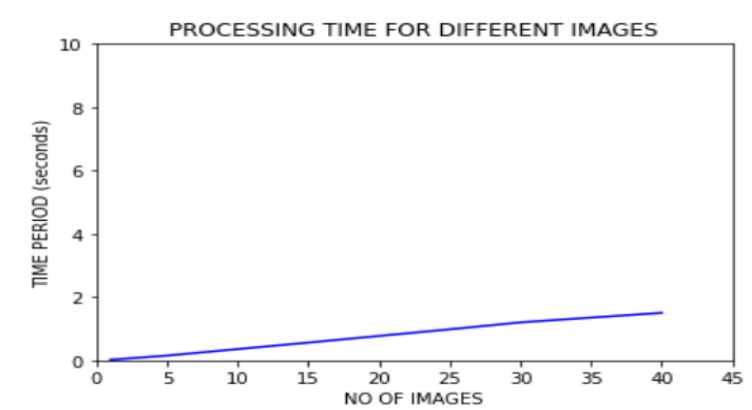 PROCESSING TIME FOR DIFFERENT IMAGES
10
8
6
4
2
0
TIME PERIOD (seconds)
0 5 10 15 20 25 30 35 40 45
NO OF IMAGES